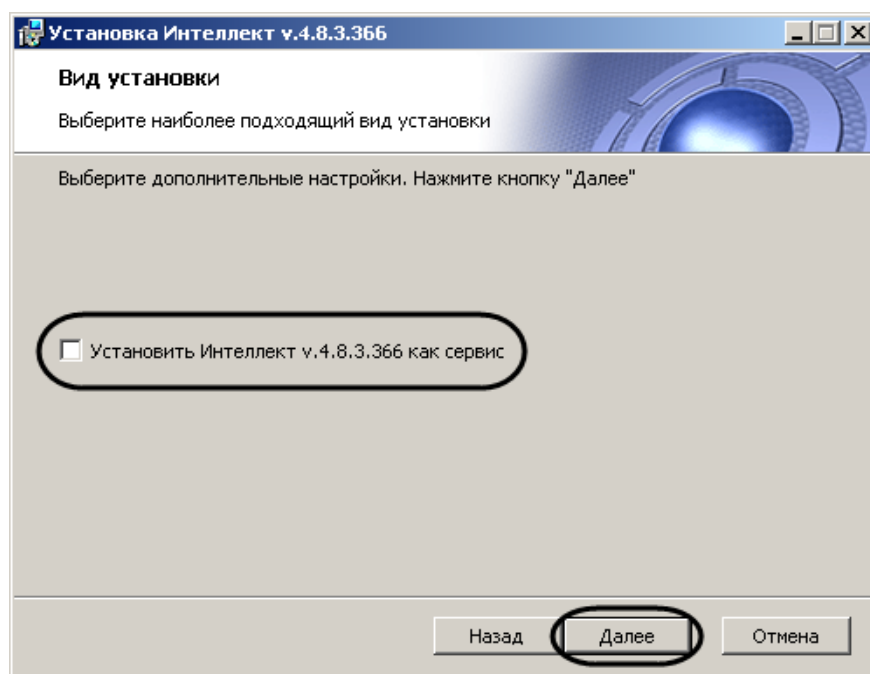 Установка Интеллект v.4.8.3.366
Вид установки
Выберите наиболее подходящий вид установки
Выберите дополнительные настройки. Нажмите кнопку "Далее"
Установить Интеллект v.4.8.3.366 как сервис
Назад Далее Отмена